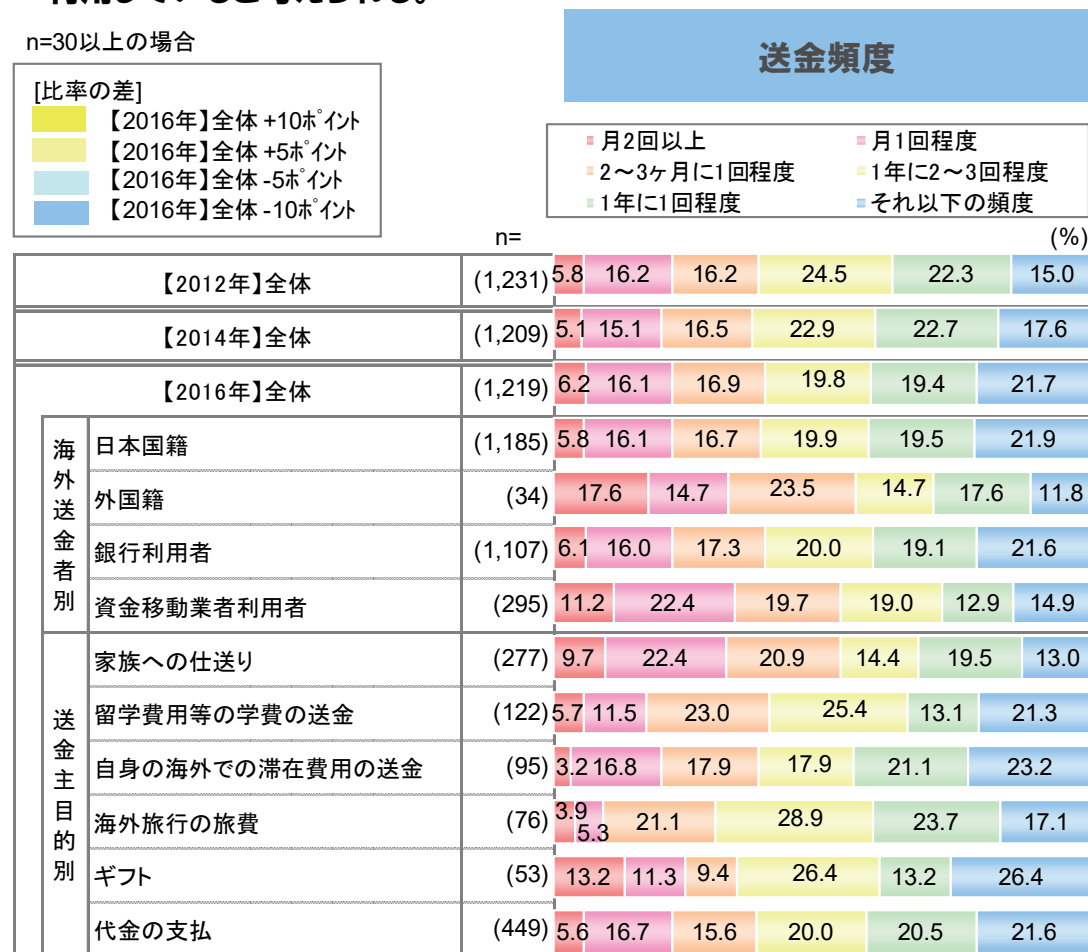 n=30以上の場合
送金頻度
[比率の差]
【2016年】全体 +10ポイント
【2016年】全体 +5ポイント
【2016年】全体 -5ポイント
【2016年】全体 -10ポイント
月2回以上 月1回程度
2～3ヶ月に1回程度 1年に2～3回程度
1年に1回程度 それ以下の頻度
n= (%)
【2012年】全体 (1,231) 5.8 16.2 16.2 24.5 22.3 15.0
【2014年】全体 (1,209) 5.1 15.1 16.5 22.9 22.7 17.6
【2016年】全体 (1,219) 6.2 16.1 16.9 19.8 19.4 21.7
海外送金者別
日本国籍 (1,185) 5.8 16.1 16.7 19.9 19.5 21.9
外国籍 (34) 17.6 14.7 23.5 14.7 17.6 11.8
銀行利用者 (1,107) 6.1 16.0 17.3 20.0 19.1 21.6
資金移動業者利用者 (295) 11.2 22.4 19.7 19.0 12.9 14.9
送金主目的別
家族への仕送り (277) 9.7 22.4 20.9 14.4 19.5 13.0
留学費用等の学費の送金 (122) 5.7 11.5 23.0 25.4 13.1 21.3
自身の海外での滞在費用の送金 (95) 3.2 16.8 17.9 17.9 21.1 23.2
海外旅行の旅費 (76) 3.9 5.3 21.1 28.9 23.7 17.1
ギフト (53) 13.2 11.3 9.4 26.4 13.2 26.4
代金の支払 (449) 5.6 16.7 15.6 20.0 20.5 21.6